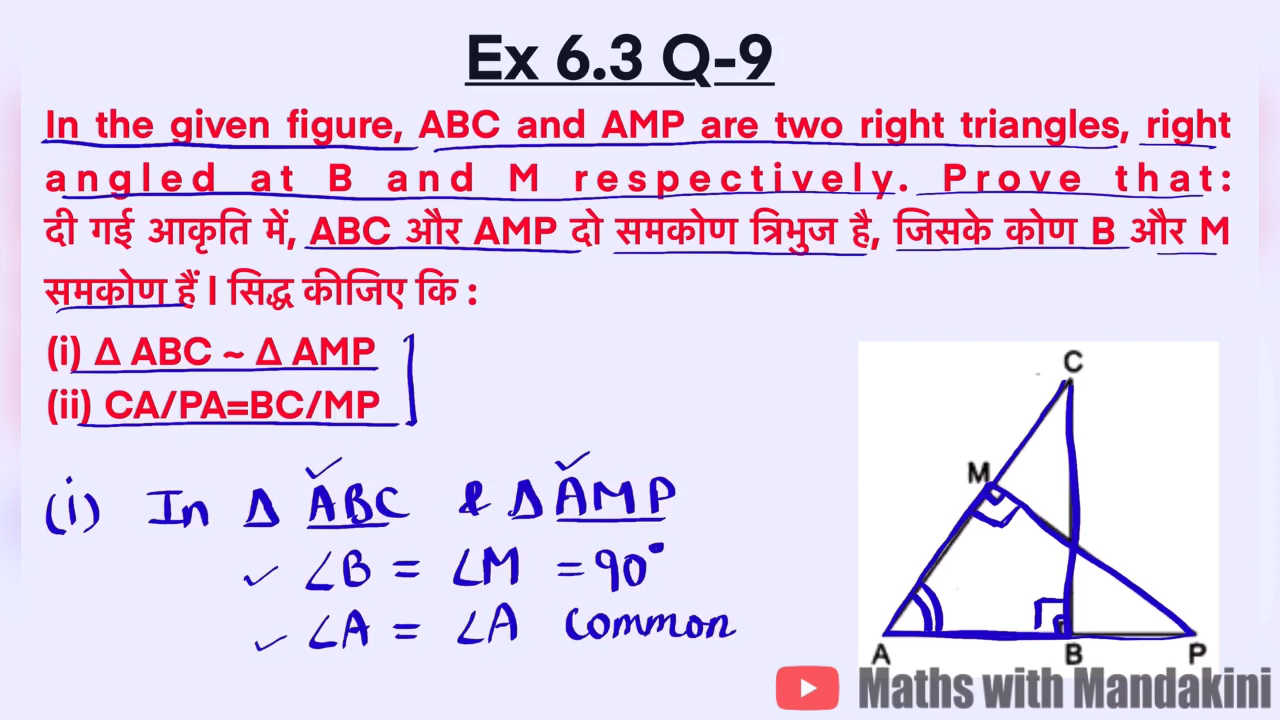 Ex 6.3 Q-9
In the given figure, ABC and AMP are two right triangles, right
angled at B and M respectively. Prove that:
दी गई आकृति में, ABC और AMP दो समकोण त्रिभुज है, जिसके कोण B और M
समकोण हैं l सिद्ध कीजिए कि :
(i) Δ ABC ~ Δ AMP
(ii) CA/PA=BC/MP
(i) In Δ ABC & Δ AMP
∠B = ∠M = 90°
∠A = ∠A common
C
M
A
B
P
Maths with Mandakini